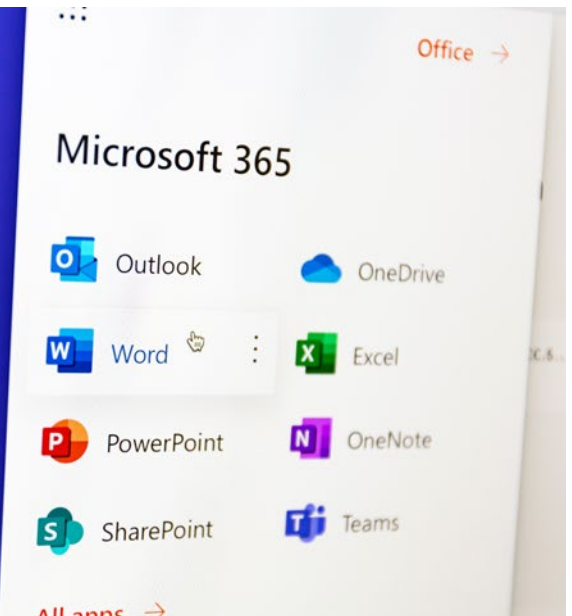 Office →
Microsoft 365
Outlook
OneDrive
Word
Excel
PowerPoint
OneNote
SharePoint
Teams
All apps →